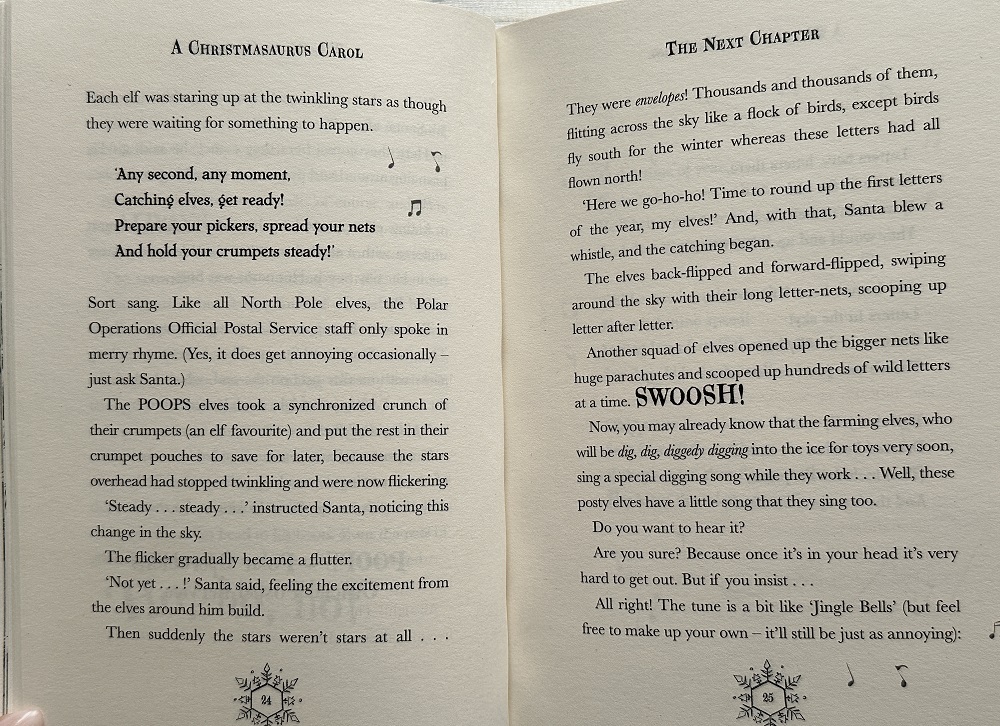 A CHRISTMASAURUS CAROL
Each elf was staring up at the twinkling stars as though
they were waiting for something to happen.
'Any second, any moment,
Catching elves, get ready!
Prepare your pickers, spread your nets
And hold your crumpets steady!'
Sort sang. Like all North Pole elves, the Polar
Operations Official Postal Service staff only spoke in
merry rhyme. (Yes, it does get annoying occasionally –
just ask Santa.)
The POOPS elves took a synchronized crunch of
their crumpets (an elf favourite) and put the rest in their
crumpet pouches to save for later, because the stars
overhead had stopped twinkling and were now flickering.
'Steady . . . steady . . .' instructed Santa, noticing this
change in the sky.
The flicker gradually became a flutter.
'Not yet . . . !' Santa said, feeling the excitement from
the elves around him build.
Then suddenly the stars weren't stars at all . . .
24
THE NEXT CHAPTER
They were envelopes! Thousands and thousands of them,
flitting across the sky like a flock of birds, except birds
fly south for the winter whereas these letters had all
flown north!
'Here we go-ho-ho! Time to round up the first letters
of the year, my elves!' And, with that, Santa blew a
whistle, and the catching began.
The elves back-flipped and forward-flipped, swiping
around the sky with their long letter-nets, scooping up
letter after letter.
Another squad of elves opened up the bigger nets like
huge parachutes and scooped up hundreds of wild letters
at a time. SWOOSH!
Now, you may already know that the farming elves, who
will be dig, dig, diggedy digging into the ice for toys very soon,
sing a special digging song while they work . . . Well, these
posty elves have a little song that they sing too.
Do you want to hear it?
Are you sure? Because once it's in your head it's very
hard to get out. But if you insist . . .
All right! The tune is a bit like 'Jingle Bells' (but feel
free to make up your own – it'll still be just as annoying):
25